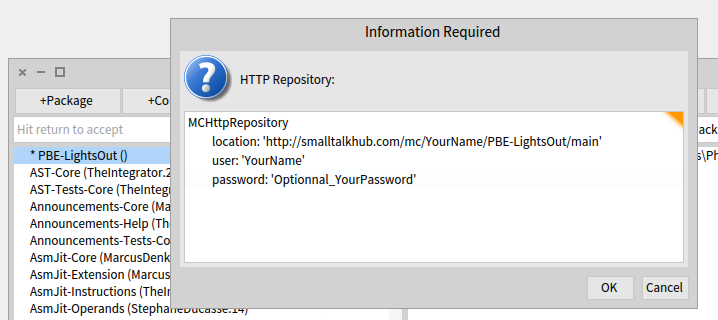 Information Required
HTTP Repository:
MCHttpRepository
location: 'http://smalltalkhub.com/mc/YourName/PBE-LightsOut/main'
user: 'YourName'
password: 'Optionnal_YourPassword'
OK
Cancel
+Package
+Co
Hit return to accept
ack
* PBE-LightsOut ()
s\Ph
AST-Core (TheIntegrator.2
AST-Tests-Core (TheInteg
Announcements-Core (Ma
Announcements-Help (Th
Announcements-Tests-Co
AsmJit-Core (MarcusDenk
AsmJit-Extension (Marcus
AsmJit-Instructions (TheIn
AsmJit-Operands (StephaneDucasse.14)